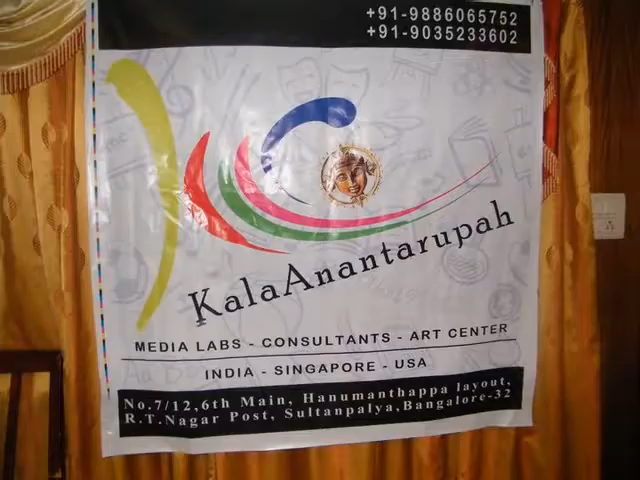 +91-9886065752
+91-9035233602
KalaAnantarupah
MEDIA LABS - CONSULTANTS - ART CENTER
INDIA - SINGAPORE - USA
No.7/12,6th Main, Hanumanthappa layout,
R.T.Nagar Post, Sultanpalya,Bangalore-32